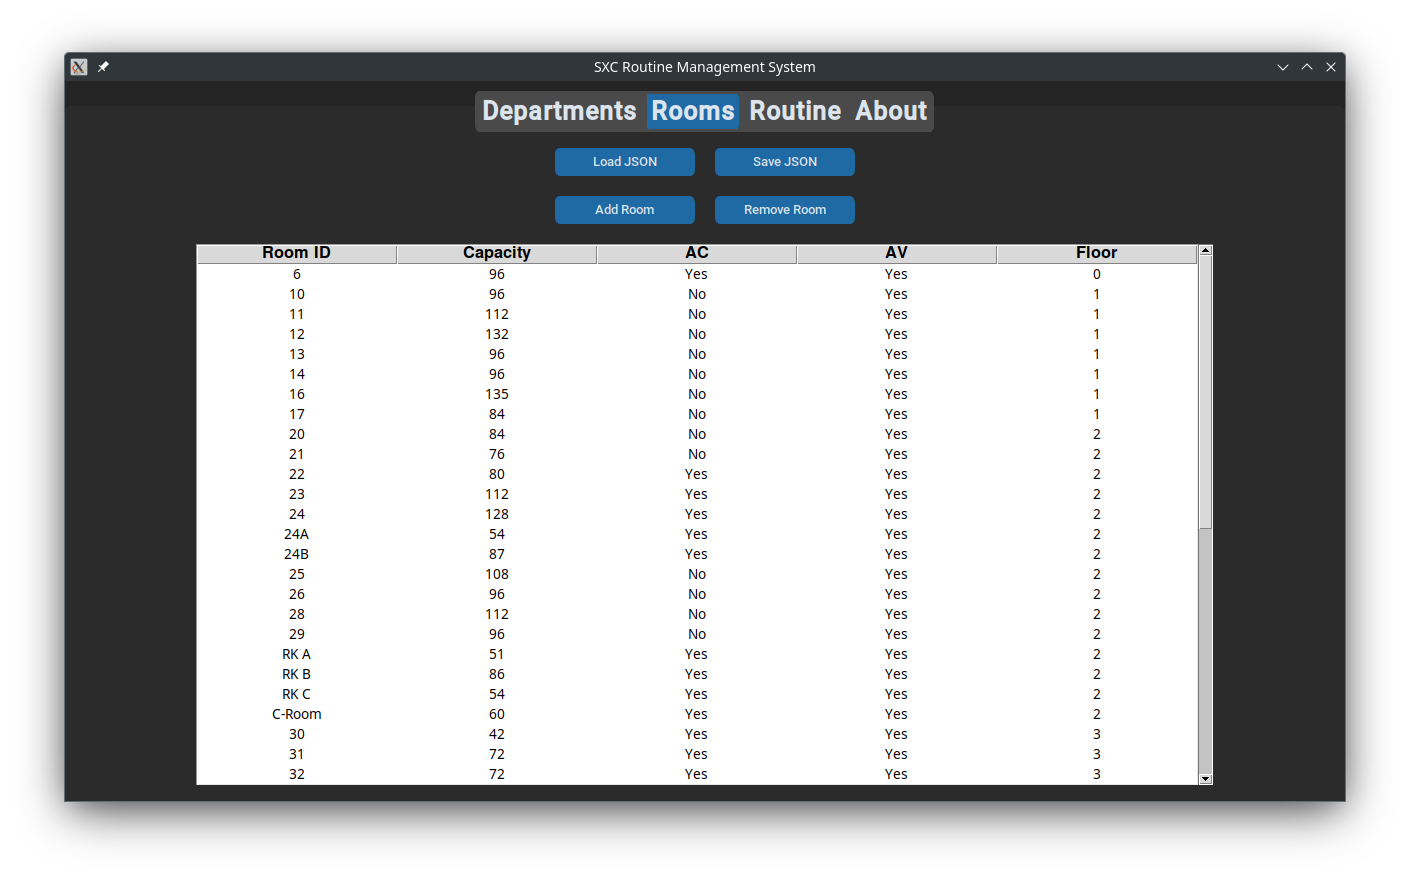 SXC Routine Management System
Departments Rooms Routine About
Load JSON Save JSON
Add Room Remove Room
Room ID Capacity AC AV Floor
6 96 Yes Yes 0
10 96 No Yes 1
11 112 No Yes 1
12 132 No Yes 1
13 96 No Yes 1
14 96 No Yes 1
16 135 No Yes 1
17 84 No Yes 1
20 84 No Yes 2
21 76 No Yes 2
22 80 Yes Yes 2
23 112 Yes Yes 2
24 128 Yes Yes 2
24A 54 Yes Yes 2
24B 87 Yes Yes 2
25 108 No Yes 2
26 96 No Yes 2
28 112 No Yes 2
29 96 No Yes 2
RK A 51 Yes Yes 2
RK B 86 Yes Yes 2
RK C 54 Yes Yes 2
C-Room 60 Yes Yes 2
30 42 Yes Yes 3
31 72 Yes Yes 3
32 72 Yes Yes 3